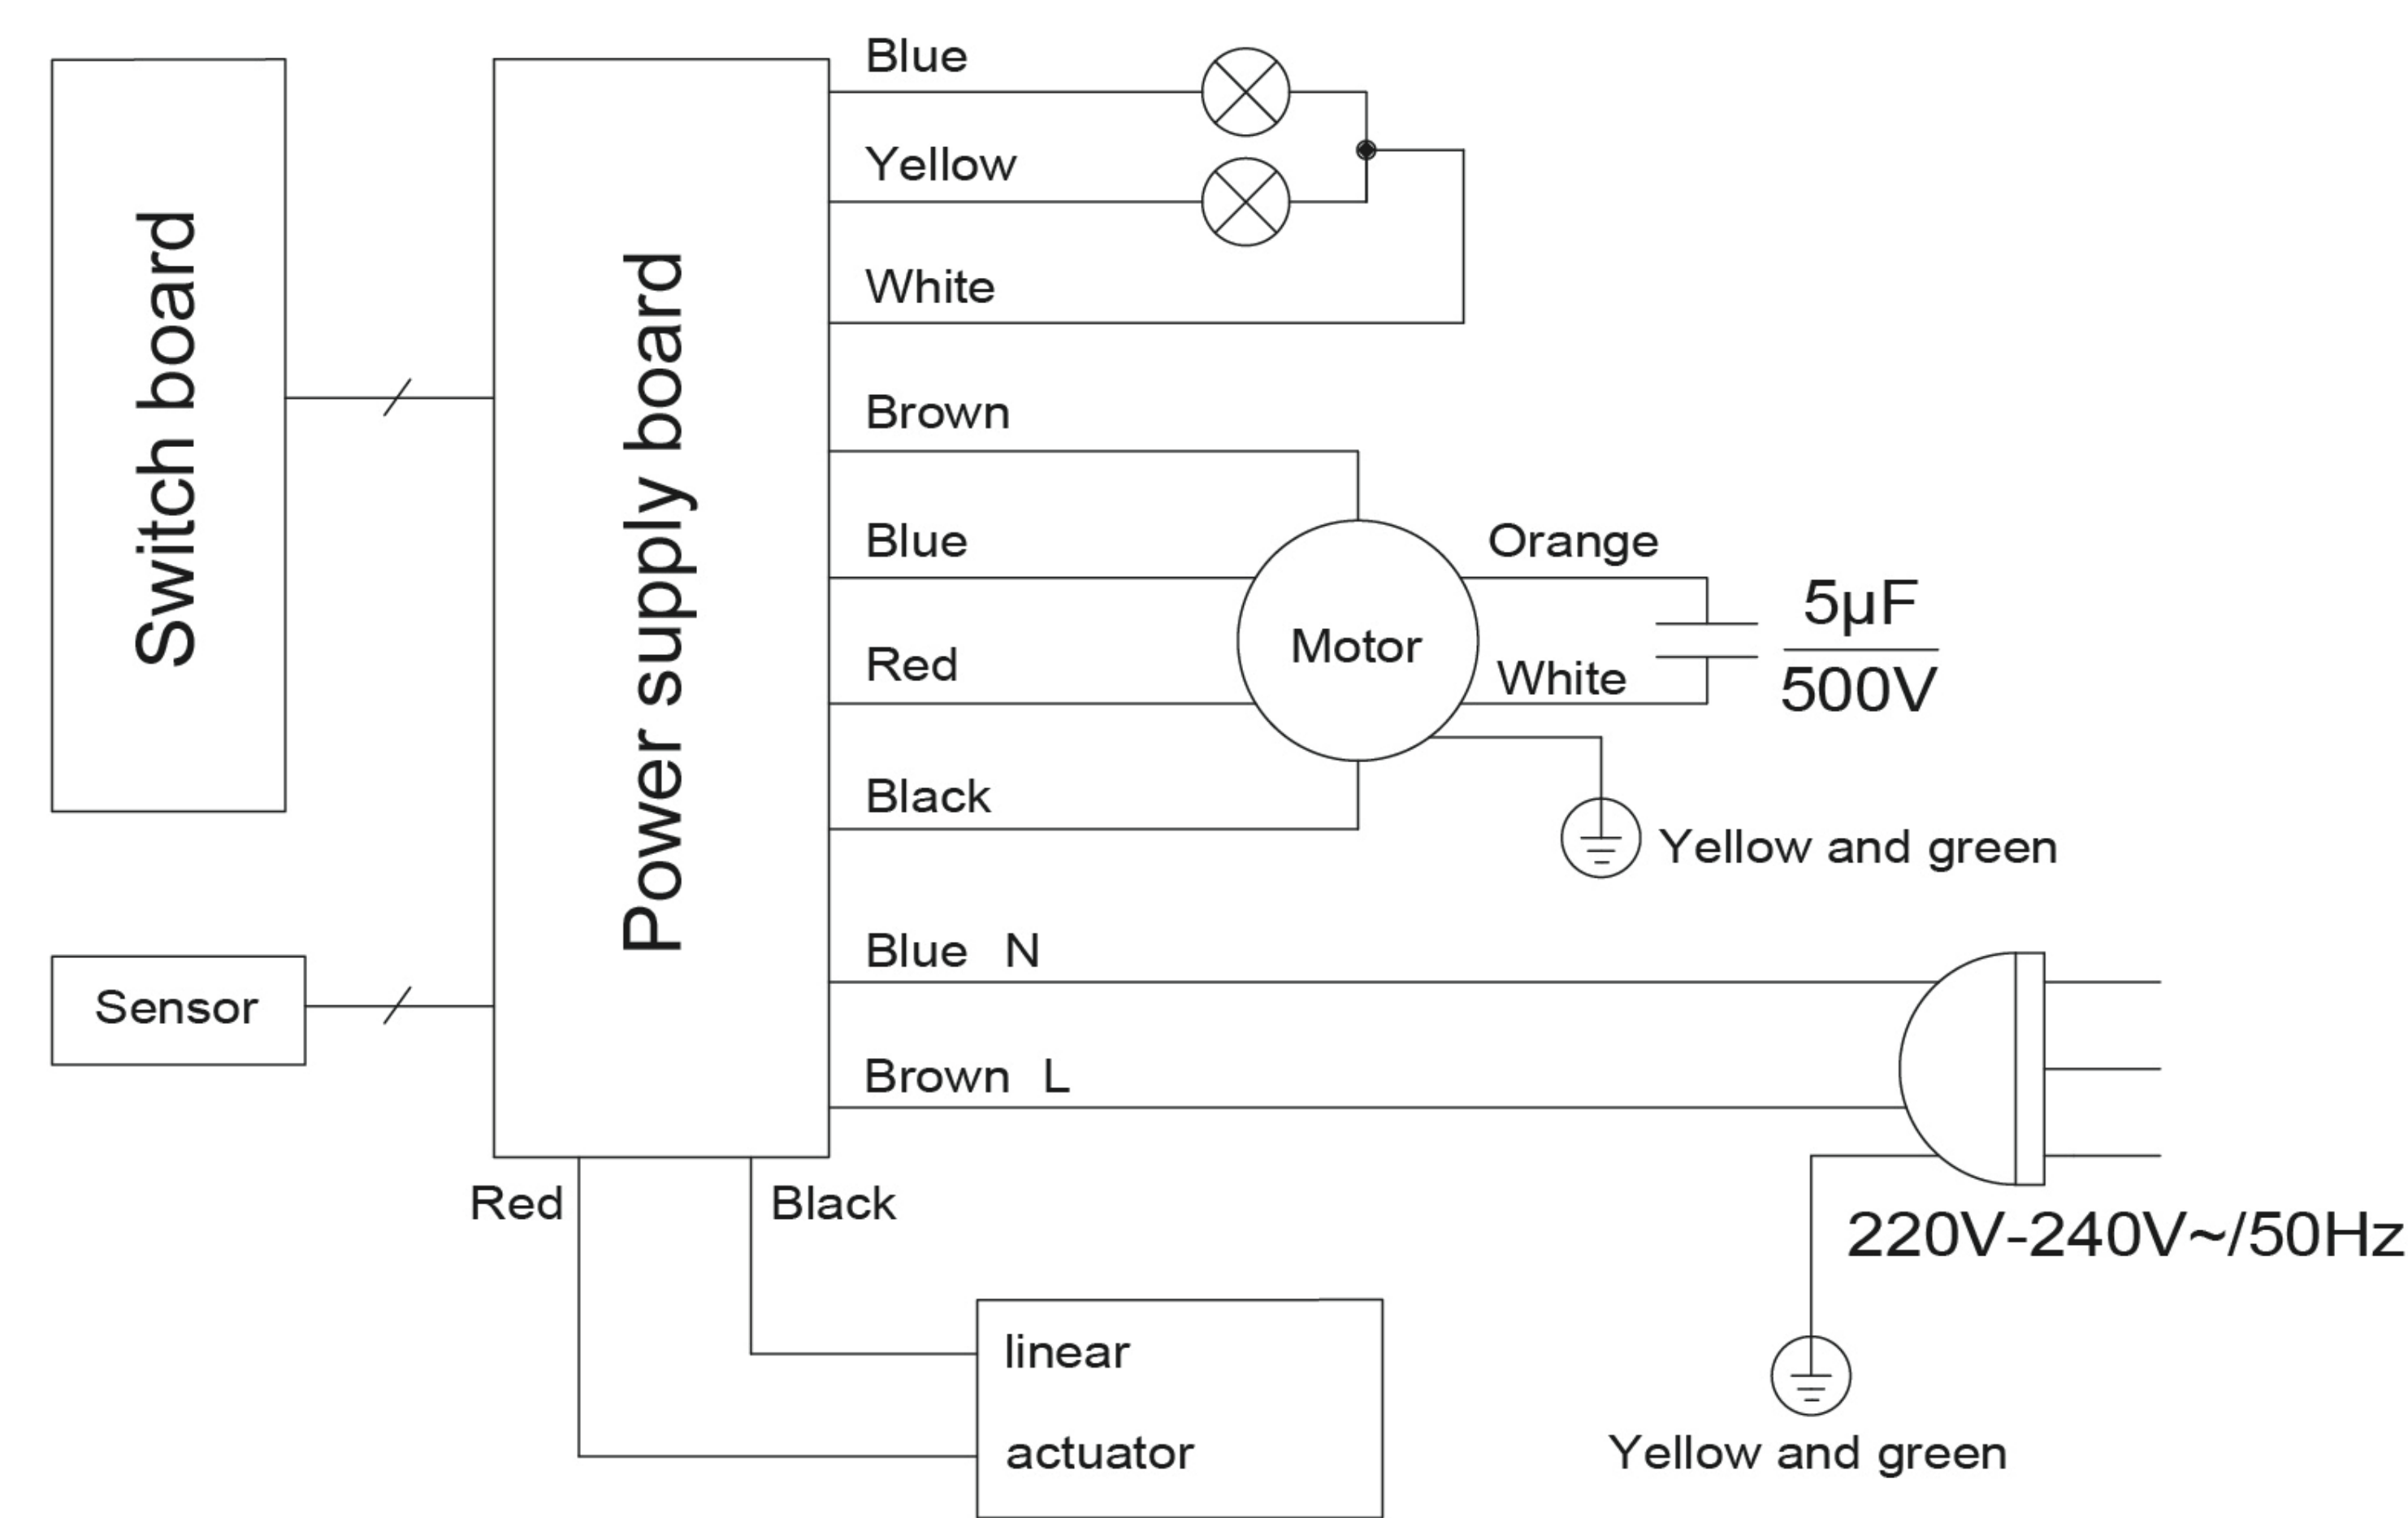 Switch board
Power supply board
Blue
Yellow
White
Brown
Blue
Red
Black
Motor
Orange
White
5µF
500V
Yellow and green
Sensor
Blue N
Brown L
220V-240V~/50Hz
Red
Black
linear
actuator
Yellow and green